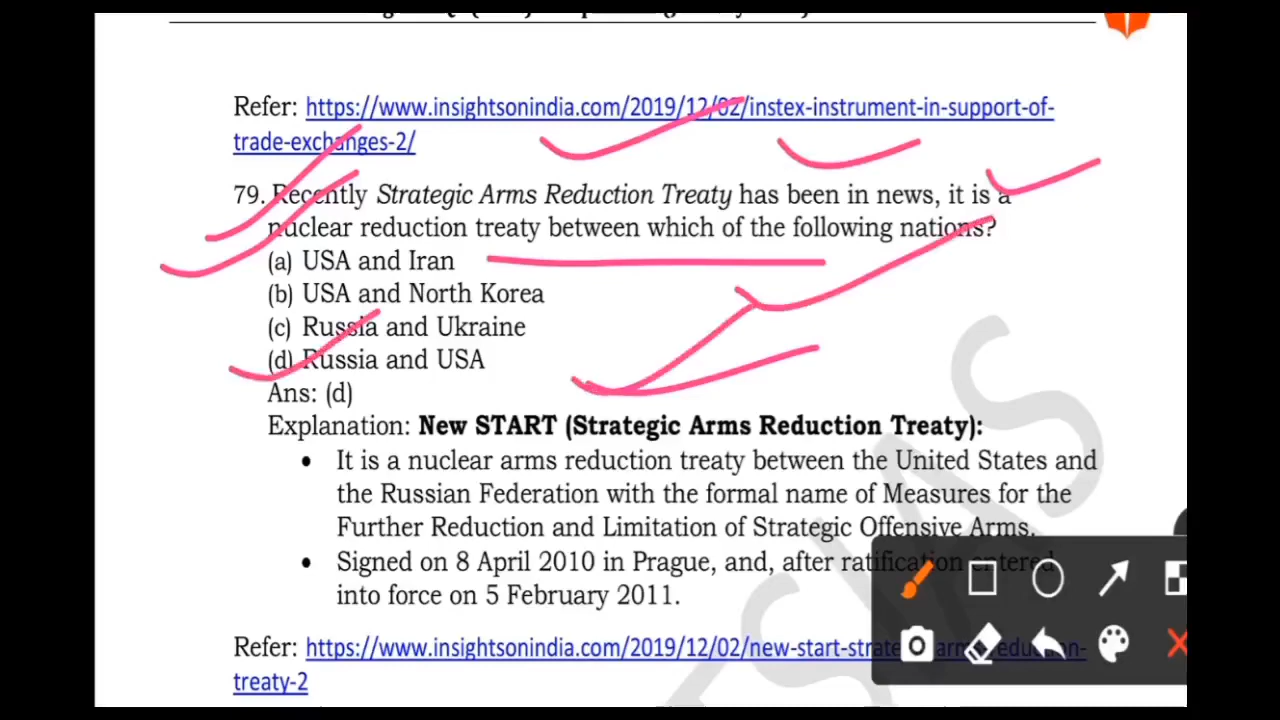 Refer: https://www.insightsonindia.com/2019/12/02/instex-instrument-in-support-of-
trade-exchanges-2/
79. Recently Strategic Arms Reduction Treaty has been in news, it is a
nuclear reduction treaty between which of the following nations?
(a) USA and Iran
(b) USA and North Korea
(c) Russia and Ukraine
(d) Russia and USA
Ans: (d)
Explanation: New START (Strategic Arms Reduction Treaty):
• It is a nuclear arms reduction treaty between the United States and
the Russian Federation with the formal name of Measures for the
Further Reduction and Limitation of Strategic Offensive Arms.
• Signed on 8 April 2010 in Prague, and, after ratification entered
into force on 5 February 2011.
Refer: https://www.insightsonindia.com/2019/12/02/new-start-strategic-arms-reduction-
treaty-2